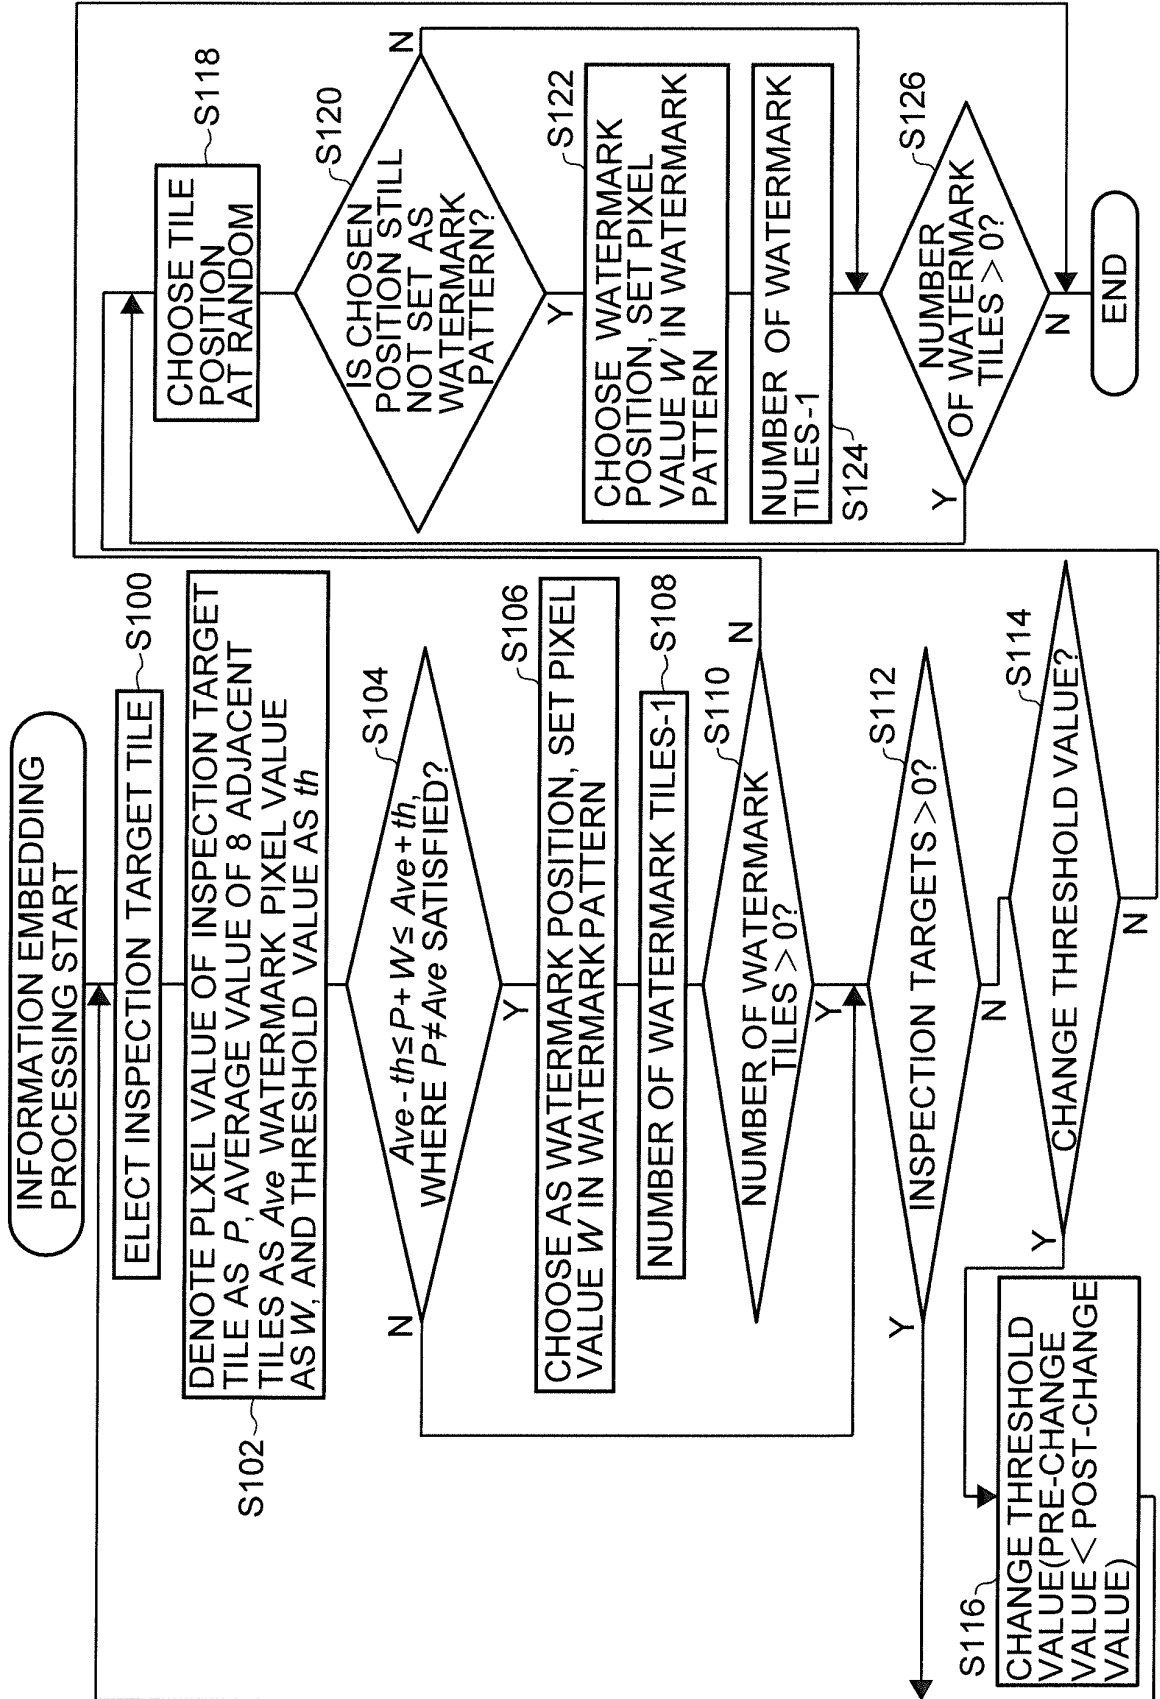 INFORMATION EMBEDDING
PROCESSING START
ELECT INSPECTION TARGET TILE
S100
DENOTE PLXEL VALUE OF INSPECTION TARGET
TILE AS P, AVERAGE VALUE OF 8 ADJACENT
TILES AS Ave WATERMARK PIXEL VALUE
AS W, AND THRESHOLD VALUE AS th
S102
S104
Ave - th ≤ P + W ≤ Ave + th,
WHERE P ≠ Ave SATISFIED?
N
Y
S106
CHOOSE AS WATERMARK POSITION, SET PIXEL
VALUE W IN WATERMARK PATTERN
NUMBER OF WATERMARK TILES-1
S108
S110
NUMBER OF WATERMARK
TILES > 0?
N
Y
S112
INSPECTION TARGETS > 0?
Y
N
S114
CHANGE THRESHOLD VALUE?
Y
N
S116
CHANGE THRESHOLD
VALUE(PRE-CHANGE
VALUE < POST-CHANGE
VALUE)
S118
CHOOSE TILE
POSITION
AT RANDOM
S120
IS CHOSEN
POSITION STILL
NOT SET AS
WATERMARK
PATTERN?
N
Y
S122
CHOOSE WATERMARK
POSITION, SET PIXEL
VALUE W IN WATERMARK
PATTERN
NUMBER OF WATERMARK
TILES-1
S124
S126
NUMBER
OF WATERMARK
TILES > 0?
Y
N
END